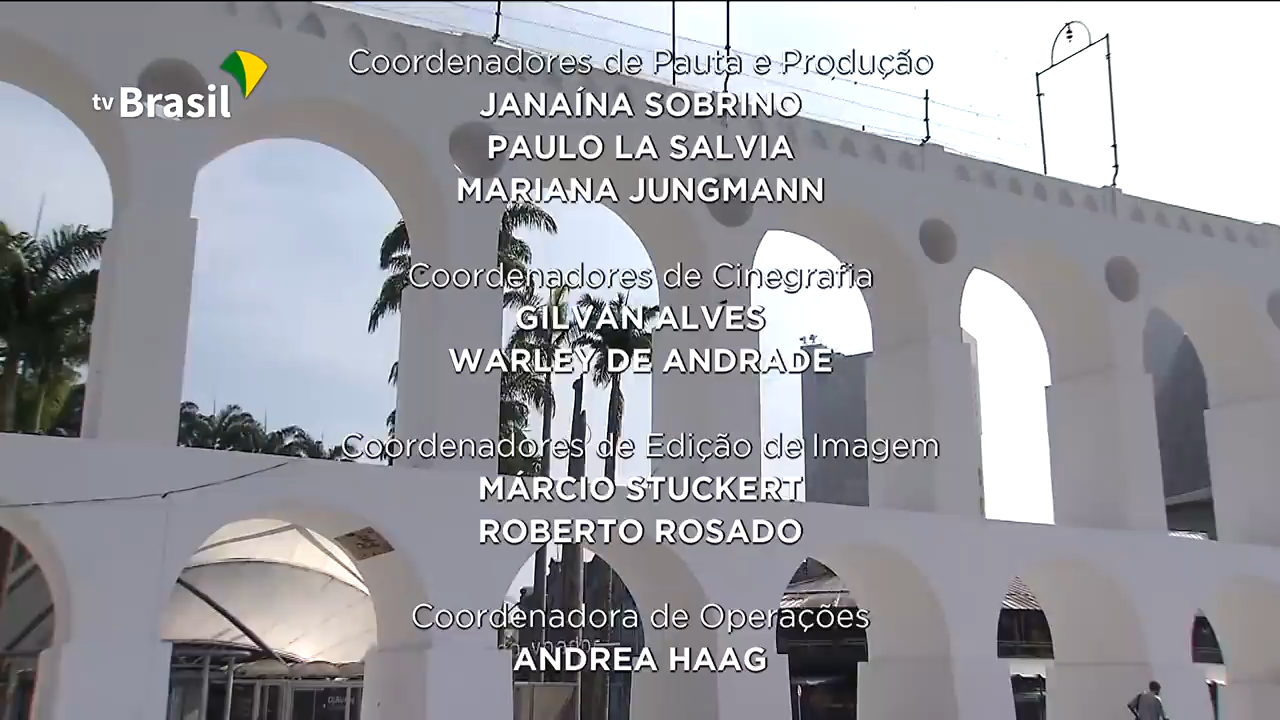 tv Brasil
Coordenadores de Pauta e Produção
JANAÍNA SOBRINO
PAULO LA SALVIA
MARIANA JUNGMANN
Coordenadores de Cinegrafia
GILVAN ALVES
WARLEY DE ANDRADE
Coordenadores de Edição de Imagem
MÁRCIO STUCKERT
ROBERTO ROSADO
Coordenadora de Operações
ANDREA HAAG